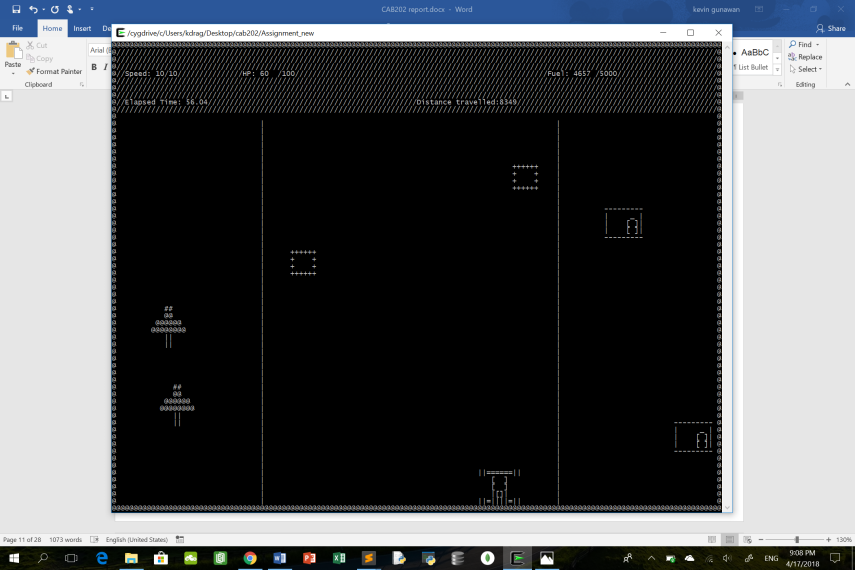 CAB202 report.docx - Word
kevin gunawan
File
Home
Insert
Share
/cygdrive/c/Users/kdrag/Desktop/cab202/Assignment_new
Cut
Copy
Paste
Format Painter
Clipboard
Arial
B I
AaBbC
List Bullet
Find
Replace
Select
Editing
Speed: 10/10 HP: 60 /100 Fuel: 4657 /5000
Elapsed Time: 56.04 Distance travelled:8349
Page 11 of 28 1073 words English (United States) 130%
ENG
9:08 PM
4/17/2018